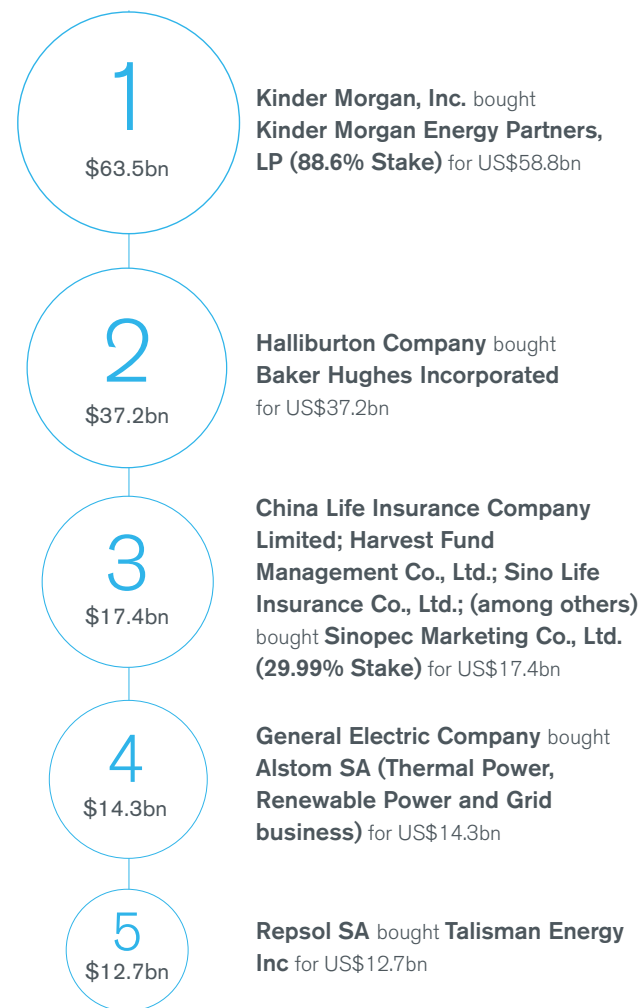 1
$63.5bn
Kinder Morgan, Inc. bought
Kinder Morgan Energy Partners,
LP (88.6% Stake) for US$58.8bn
2
$37.2bn
Halliburton Company bought
Baker Hughes Incorporated
for US$37.2bn
3
$17.4bn
China Life Insurance Company
Limited; Harvest Fund
Management Co., Ltd.; Sino Life
Insurance Co., Ltd.; (among others)
bought Sinopec Marketing Co., Ltd.
(29.99% Stake) for US$17.4bn
4
$14.3bn
General Electric Company bought
Alstom SA (Thermal Power,
Renewable Power and Grid
business) for US$14.3bn
5
$12.7bn
Repsol SA bought Talisman Energy
Inc for US$12.7bn